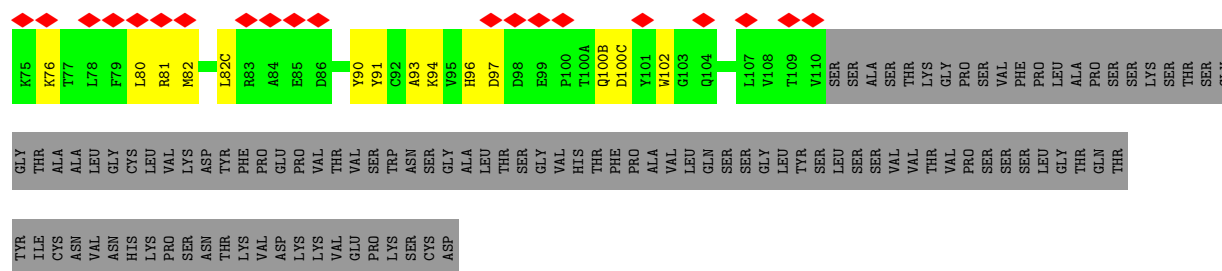 K75 K76 T77 L78 F79 L80 R81 M82 L82C R83 A84 E85 D86 Y90 Y91 C92 A93 K94 V95 H96 D97 D98 E99 P100 T100A Q100B D100C Y101 W102 G103 Q104 L107 V108 T109 V110 SER SER ALA SER THR LYS GLY PRO SER VAL PHE PRO LEU ALA PRO SER SER LYS SER THR SER
GLY THR ALA ALA LEU GLY CYS LEU VAL LYS ASP TYR PHE PRO GLU PRO VAL THR VAL SER TRP ASN SER GLY ALA LEU THR SER GLY VAL HIS THR PHE PRO ALA VAL LEU GLN SER SER GLY LEU TYR SER LEU SER SER VAL VAL THR VAL PRO SER SER SER LEU GLY THR GLN THR
TYR ILE CYS ASN VAL ASN HIS LYS PRO SER ASN THR LYS VAL ASP LYS LYS VAL GLU PRO LYS SER CYS ASP